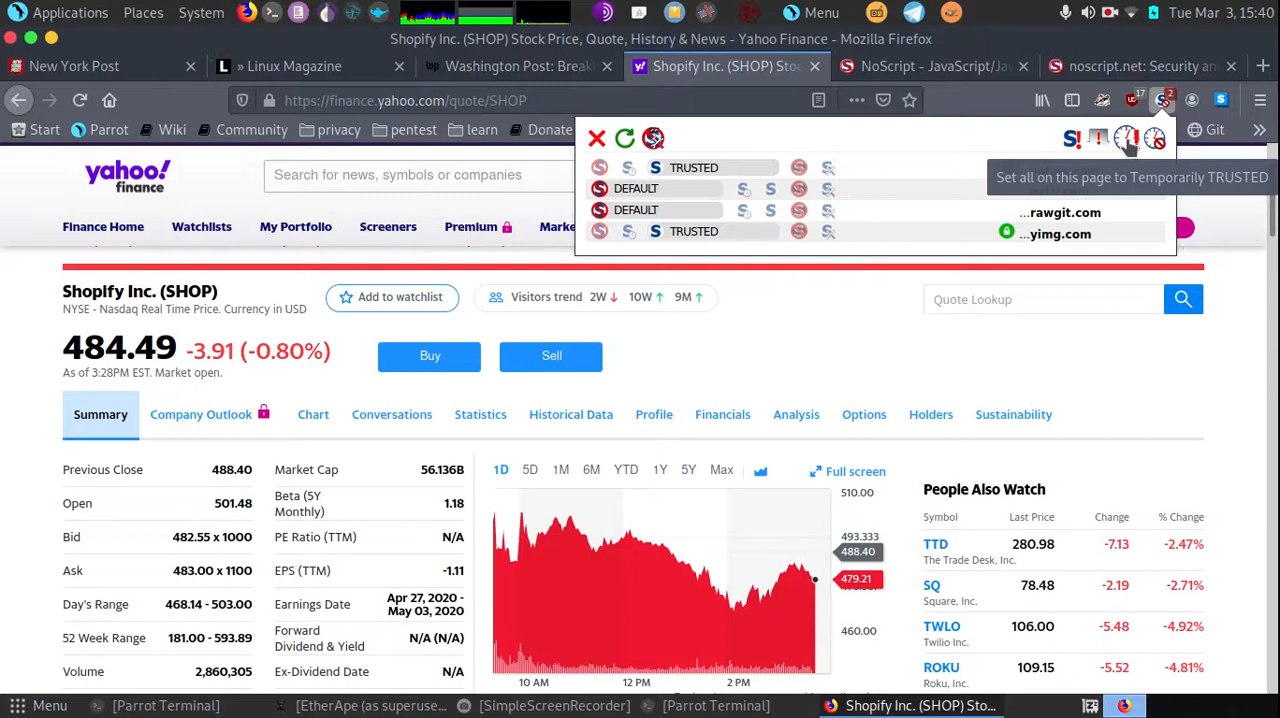 Applications Places System Menu Tue Mar 3, 15:40
Shopify Inc. (SHOP) Stock Price, Quote, History & News - Yahoo Finance - Mozilla Firefox
New York Post » Linux Magazine Washington Post: Break Shopify Inc. (SHOP) Sto NoScript - JavaScript/Ja noscript.net: Security an
https://finance.yahoo.com/quote/SHOP 17 2
Start Parrot Wiki Community privacy pentest learn Donate Git
TRUSTED
DEFAULT
DEFAULT ...rawgit.com
TRUSTED ...yimg.com
Set all on this page to Temporarily TRUSTED
yahoo!
finance
Search for news, symbols or companies
Finance Home Watchlists My Portfolio Screeners Premium Marke
Shopify Inc. (SHOP)
NYSE - Nasdaq Real Time Price. Currency in USD
Add to watchlist
Visitors trend 2W ↓ 10W ↑ 9M ↑
Quote Lookup
484.49 -3.91 (-0.80%)
As of 3:28PM EST. Market open.
Buy Sell
Summary Company Outlook Chart Conversations Statistics Historical Data Profile Financials Analysis Options Holders Sustainability
Previous Close 488.40
Open 501.48
Bid 482.55 x 1000
Ask 483.00 x 1100
Day's Range 468.14 - 503.00
52 Week Range 181.00 - 593.89
Volume 2,860,305
Market Cap 56.136B
Beta (5Y
Monthly) 1.18
PE Ratio (TTM) N/A
EPS (TTM) -1.11
Earnings Date Apr 27, 2020 -
May 03, 2020
Forward
Dividend & Yield N/A (N/A)
Ex-Dividend Date N/A
1D 5D 1M 6M YTD 1Y 5Y Max Full screen
510.00
493.333
488.40
479.21
460.00
10 AM 12 PM 2 PM
People Also Watch
Symbol Last Price Change % Change
TTD 280.98 -7.13 -2.47%
The Trade Desk, Inc.
SQ 78.48 -2.19 -2.71%
Square, Inc.
TWLO 106.00 -5.48 -4.92%
Twilio Inc.
ROKU 109.15 -5.52 -4.81%
Roku, Inc.
Menu [Parrot Terminal] [EtherApe (as superuse... [SimpleScreenRecorder] [Parrot Terminal] Shopify Inc. (SHOP) Sto...